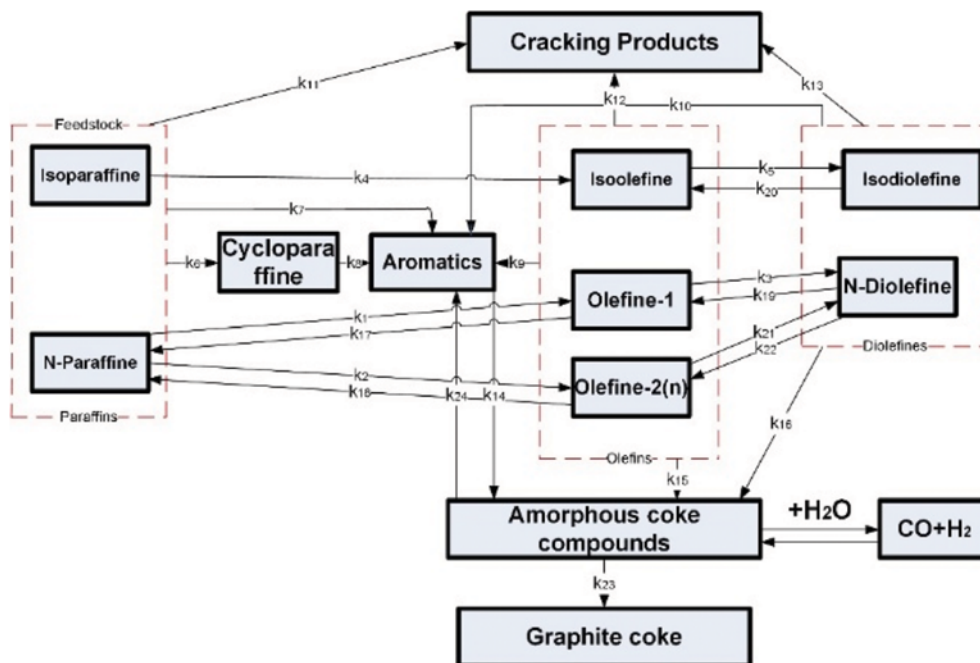 Cracking Products
k11
k13
k12
k10
Feedstock
Isoparaffine
k4
Isoolefine
k5
k20
Isodiolefine
k7
k6
Cyclopara
ffine
k8
Aromatics
k9
k3
N-Diolefine
k1
Olefine-1
k19
k17
k21
k22
Diolefines
N-Paraffine
k2
k18
Olefine-2(n)
k24
k14
k16
Paraffins
Olefins
k15
Amorphous coke
compounds
+H2O
CO+H2
k23
Graphite coke